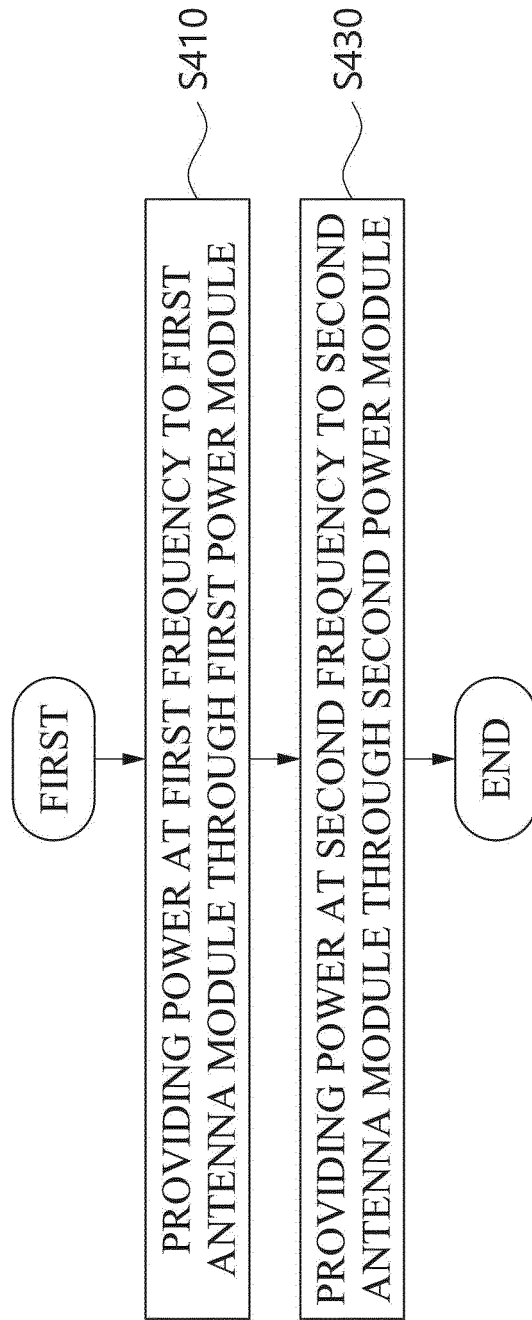 FIRST
PROVIDING POWER AT FIRST FREQUENCY TO FIRST
ANTENNA MODULE THROUGH FIRST POWER MODULE
S410
PROVIDING POWER AT SECOND FREQUENCY TO SECOND
ANTENNA MODULE THROUGH SECOND POWER MODULE
S430
END